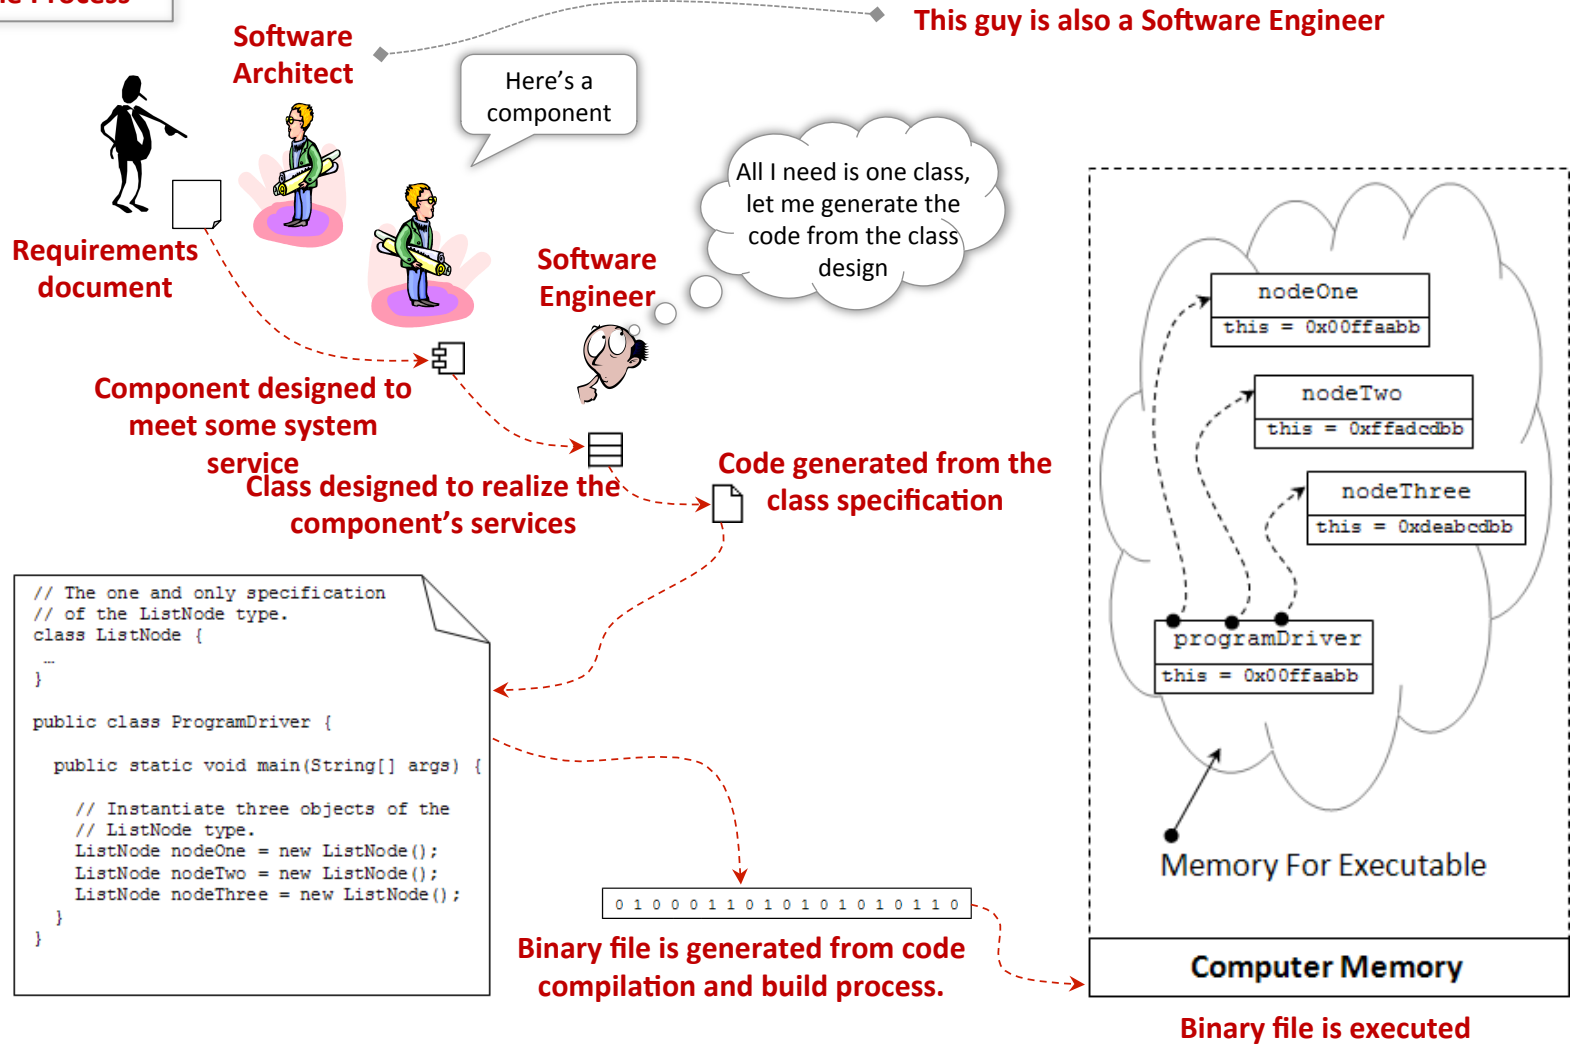 Process
This guy is also a Software Engineer
Software
Architect
Here's a
component
All I need is one class,
let me generate the
code from the class
design
Requirements
document
Software
Engineer
Component designed to
meet some system
service
Class designed to realize the
component's services
Code generated from the
class specification
// The one and only specification
// of the ListNode type.
class ListNode {
…
}
public class ProgramDriver {
public static void main(String[] args) {
// Instantiate three objects of the
// ListNode type.
ListNode nodeOne = new ListNode();
ListNode nodeTwo = new ListNode();
ListNode nodeThree = new ListNode();
}
}
0 1 0 0 0 1 1 0 1 0 1 0 1 0 1 0 1 1 0
Binary file is generated from code
compilation and build process.
nodeOne
this = 0x00ffaabb
nodeTwo
this = 0xffadcdbb
nodeThree
this = 0xdeabcdbb
programDriver
this = 0x00ffaabb
Memory For Executable
Computer Memory
Binary file is executed